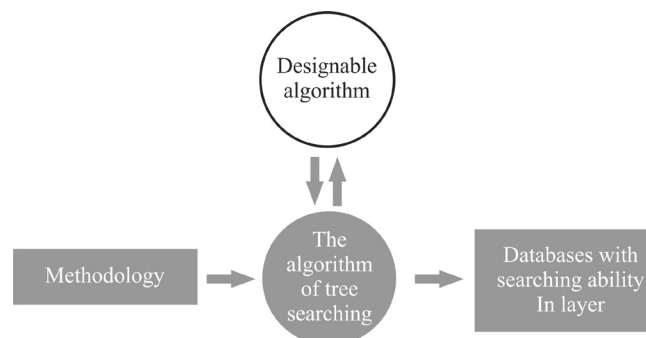 Designable
algorithm
Methodology
The
algorithm
of tree
searching
Databases with
searching ability
In layer